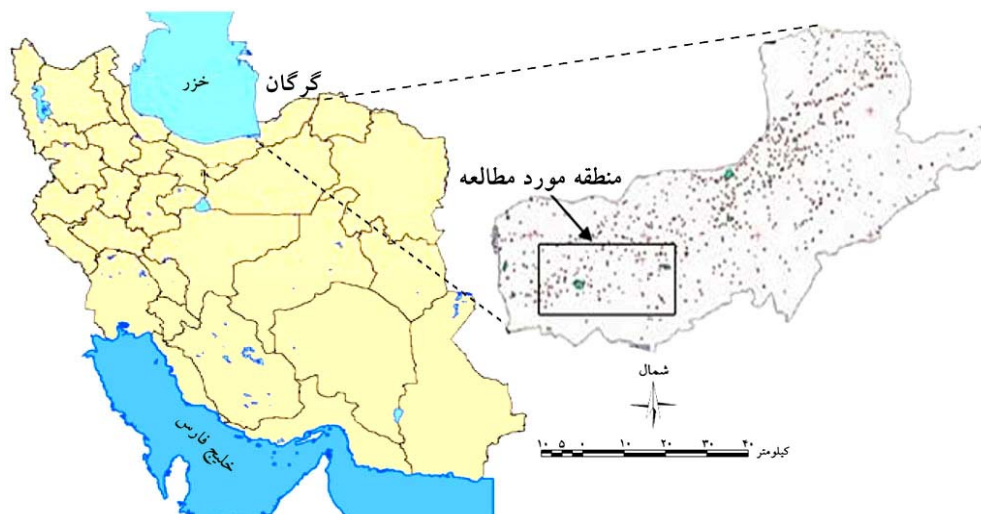 خزر
گرگان
منطقه مورد مطالعه
خلیج فارس
شمال
۱۰ ۵ ۰ ۱۰ ۲۰ ۳۰ ۴۰ کیلومتر